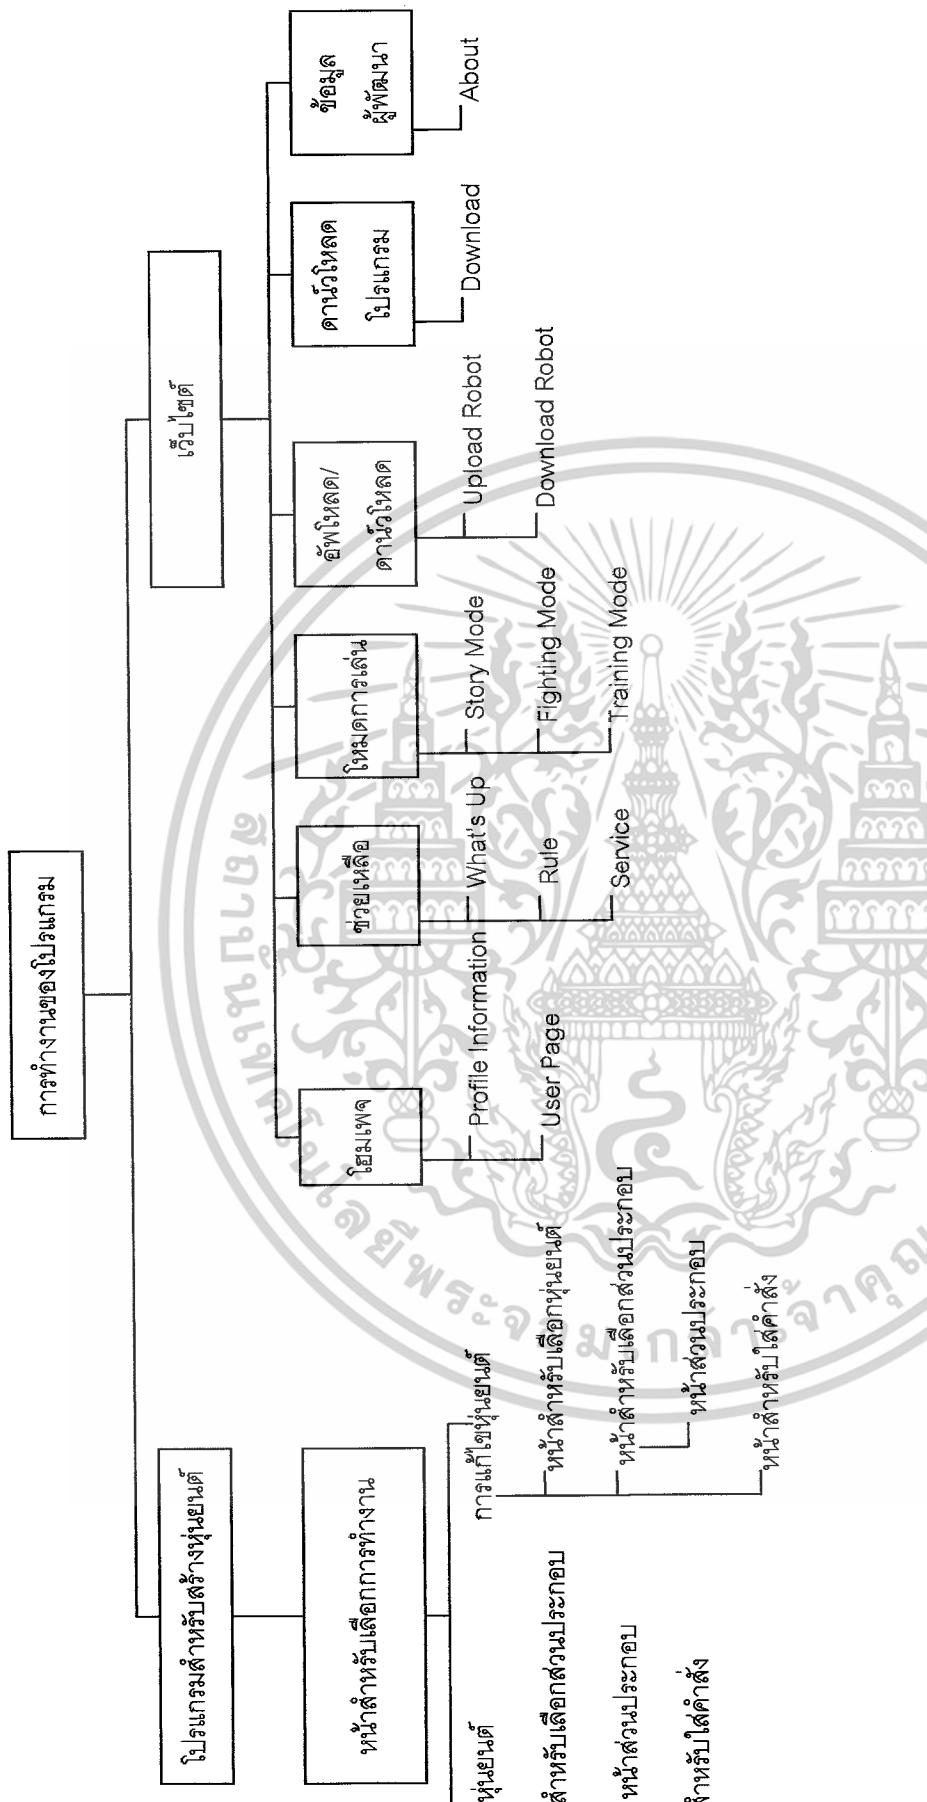 การทำงานของโปรแกรม
โปรแกรมสำหรับสร้างหุ่นยนต์
เว็บไซต์
หน้าสำหรับเลือกการทำงาน
โฮมเพจ
ช่วยเหลือ
โหมดการเล่น
อัพโหลด/
ดาน์วโหลด
ดาน์วโหลด
โปรแกรม
ข้อมูล
ผู้พัฒนา
หุ่นยนต์
สำหรับเลือกส่วนประกอบ
หน้าส่วนประกอบ
สำหรับใส่คำสั่ง
การแก้ไขหุ่นยนต์
หน้าสำหรับเลือกหุ่นยนต์
หน้าสำหรับเลือกส่วนประกอบ
หน้าส่วนประกอบ
หน้าสำหรับใส่คำสั่ง
Profile Information
User Page
What's Up
Rule
Service
Story Mode
Fighting Mode
Training Mode
Upload Robot
Download Robot
Download
About